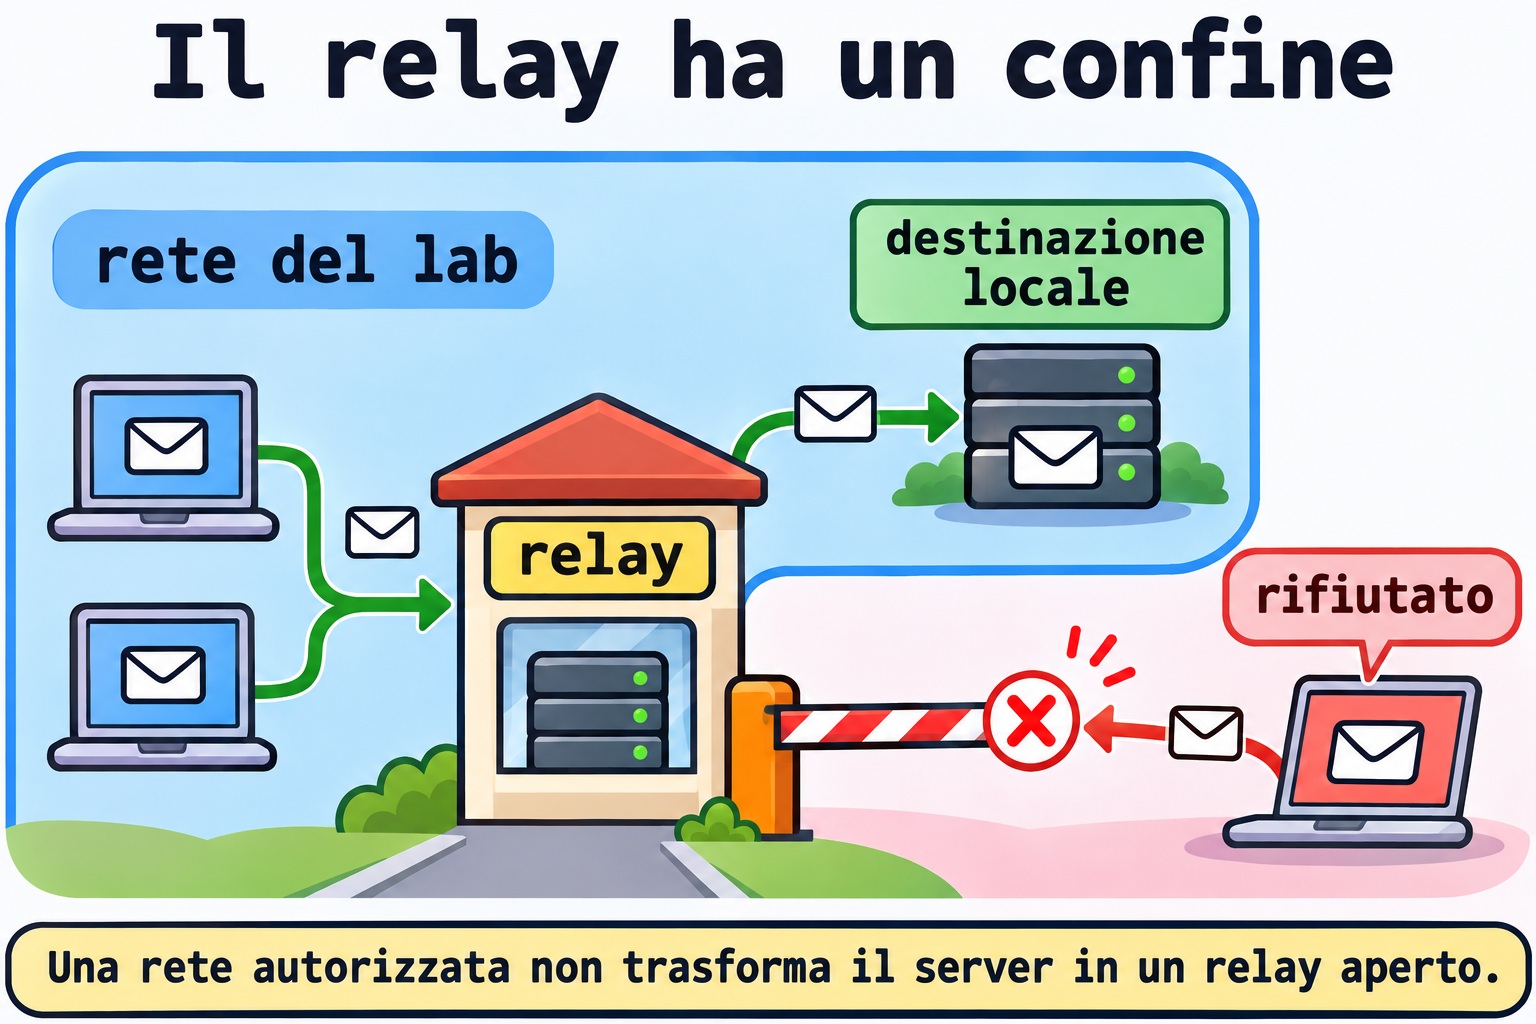 Il relay ha un confine
rete del lab
destinazione
locale
relay
rifiutato
Una rete autorizzata non trasforma il server in un relay aperto.